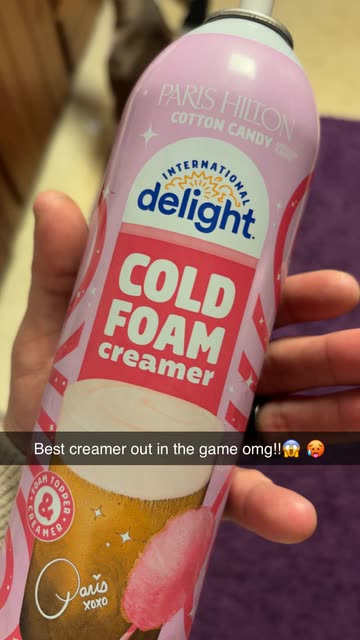 PARIS HILTON
COTTON CANDY
INTERNATIONAL
delight.
COLD
FOAM
creamer
Best creamer out in the game omg!!😱 🥵
FOAM TOPPER
&
CREAMER
Paris
xoxo